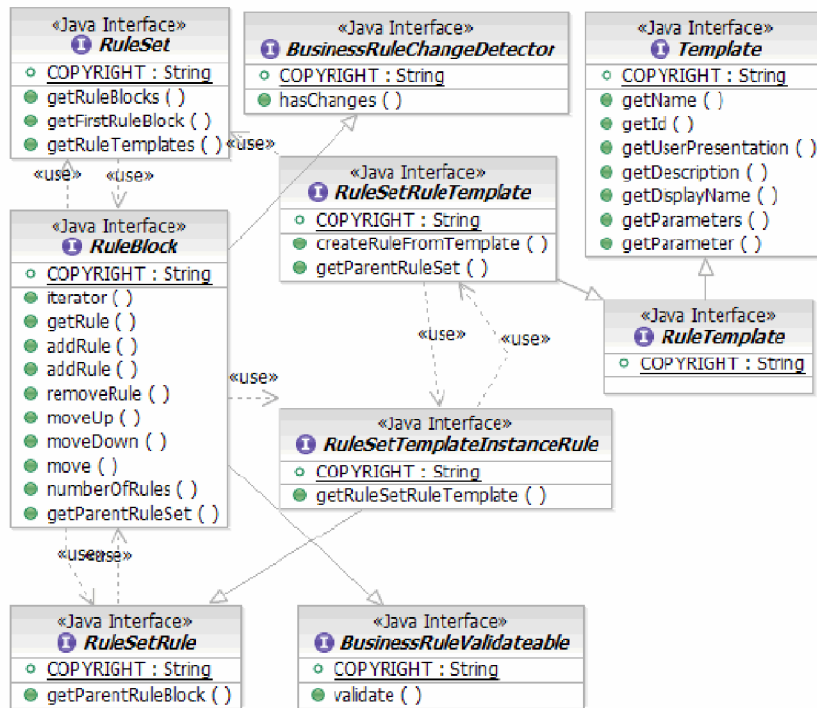 «Java Interface»
RuleSet
COPYRIGHT : String
getRuleBlocks ( )
getFirstRuleBlock ( )
getRuleTemplates ( )
«Java Interface»
BusinessRuleChangeDetector
COPYRIGHT : String
hasChanges ( )
«Java Interface»
Template
COPYRIGHT : String
getName ( )
getId ( )
getUserPresentation ( )
getDescription ( )
getDisplayName ( )
getParameters ( )
getParameter ( )
«use»
«use»
«use»
«Java Interface»
RuleSetRuleTemplate
COPYRIGHT : String
createRuleFromTemplate ( )
getParentRuleSet ( )
«Java Interface»
RuleBlock
COPYRIGHT : String
iterator ( )
getRule ( )
addRule ( )
addRule ( )
removeRule ( )
moveUp ( )
moveDown ( )
move ( )
numberOfRules ( )
getParentRuleSet ( )
«Java Interface»
RuleTemplate
COPYRIGHT : String
«use»
«use»
«use»
«Java Interface»
RuleSetTemplateInstanceRule
COPYRIGHT : String
getRuleSetRuleTemplate ( )
«use»
«use»
«Java Interface»
RuleSetRule
COPYRIGHT : String
getParentRuleBlock ( )
«Java Interface»
BusinessRuleValidateable
COPYRIGHT : String
validate ( )